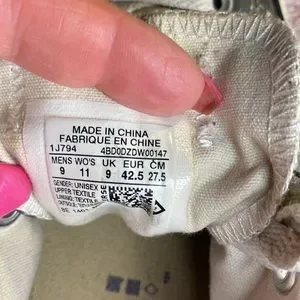 MADE IN CHINA
FABRIQUE EN CHINE
1J794 4BD0DZDW00147
MENS WO'S UK EUR CM
9 11 9 42.5 27.5
GENDER: UNISEX
UPPER: TEXTILE
LINING: TEXTILE